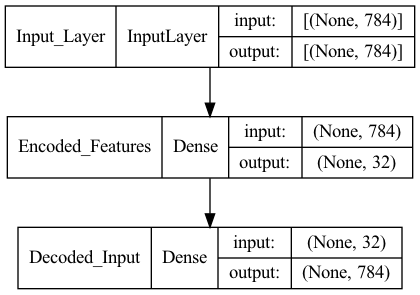 Input_Layer InputLayer input: [(None, 784)]
output: [(None, 784)]
Encoded_Features Dense input: (None, 784)
output: (None, 32)
Decoded_Input Dense input: (None, 32)
output: (None, 784)